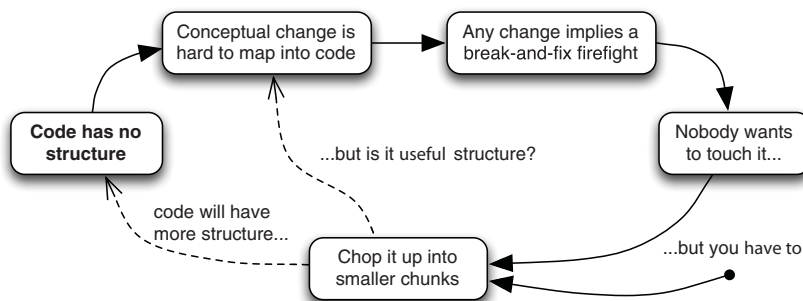 Conceptual change is
hard to map into code
Any change implies a
break-and-fix firefight
Code has no
structure
Nobody wants
to touch it...
...but is it useful structure?
code will have
more structure...
Chop it up into
smaller chunks
...but you have to